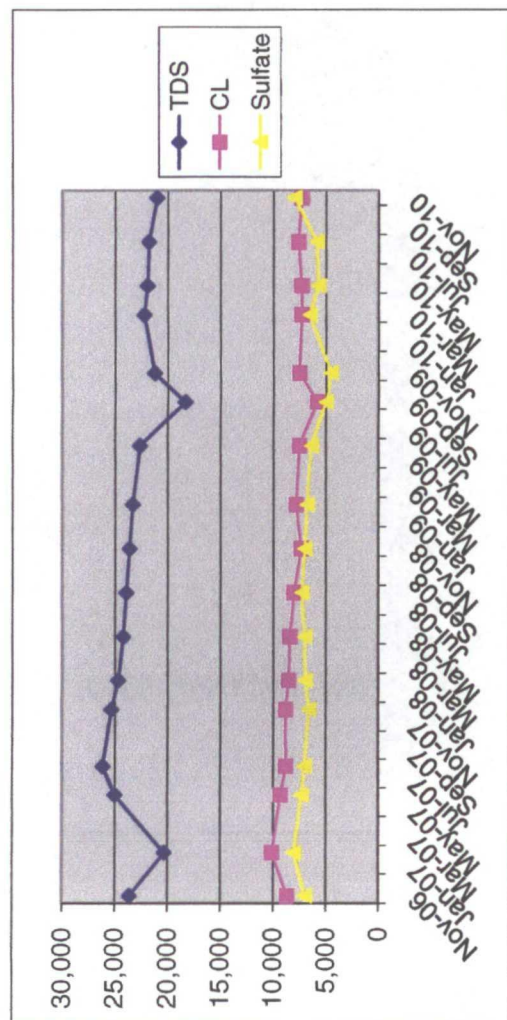 30,000
25,000
20,000
15,000
10,000
5,000
0
Nov-06
Jan-07
Mar-07
May-07
Jul-07
Sep-07
Nov-07
Jan-08
Mar-08
May-08
Jul-08
Sep-08
Nov-08
Jan-09
Mar-09
May-09
Jul-09
Sep-09
Nov-09
Jan-10
Mar-10
May-10
Jul-10
Sep-10
Nov-10
TDS
CL
Sulfate